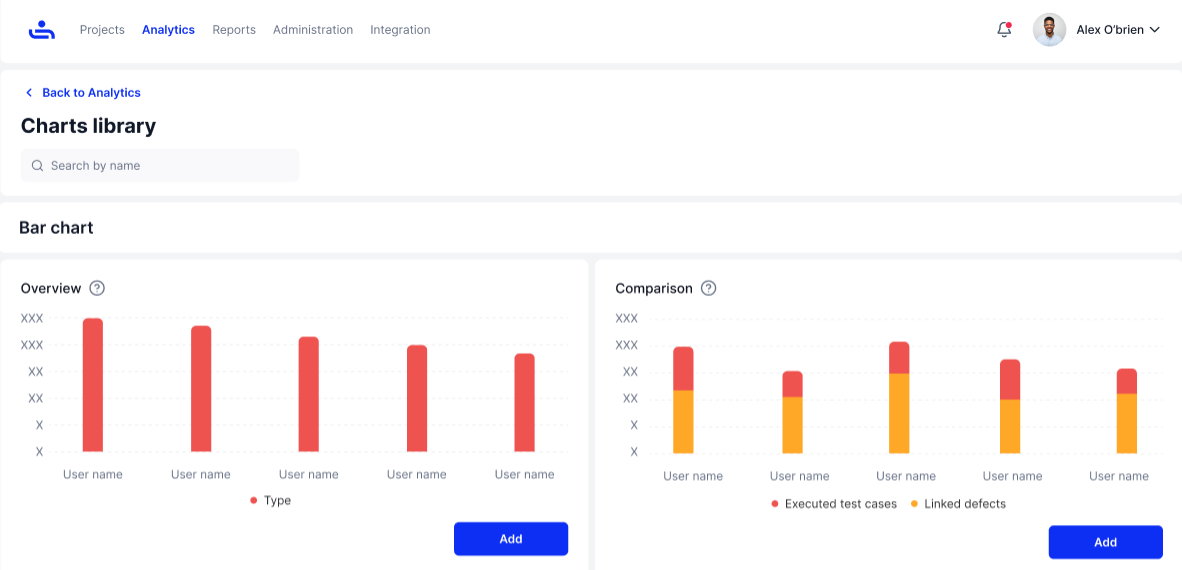 Projects Analytics Reports Administration Integration Alex O'brien
Back to Analytics
Charts library
Search by name
Bar chart
Overview ?
XXX
XXX
XX
XX
X
X
User name User name User name User name User name
Type
Add
Comparison ?
XXX
XXX
XX
XX
X
X
User name User name User name User name User name
Executed test cases Linked defects
Add